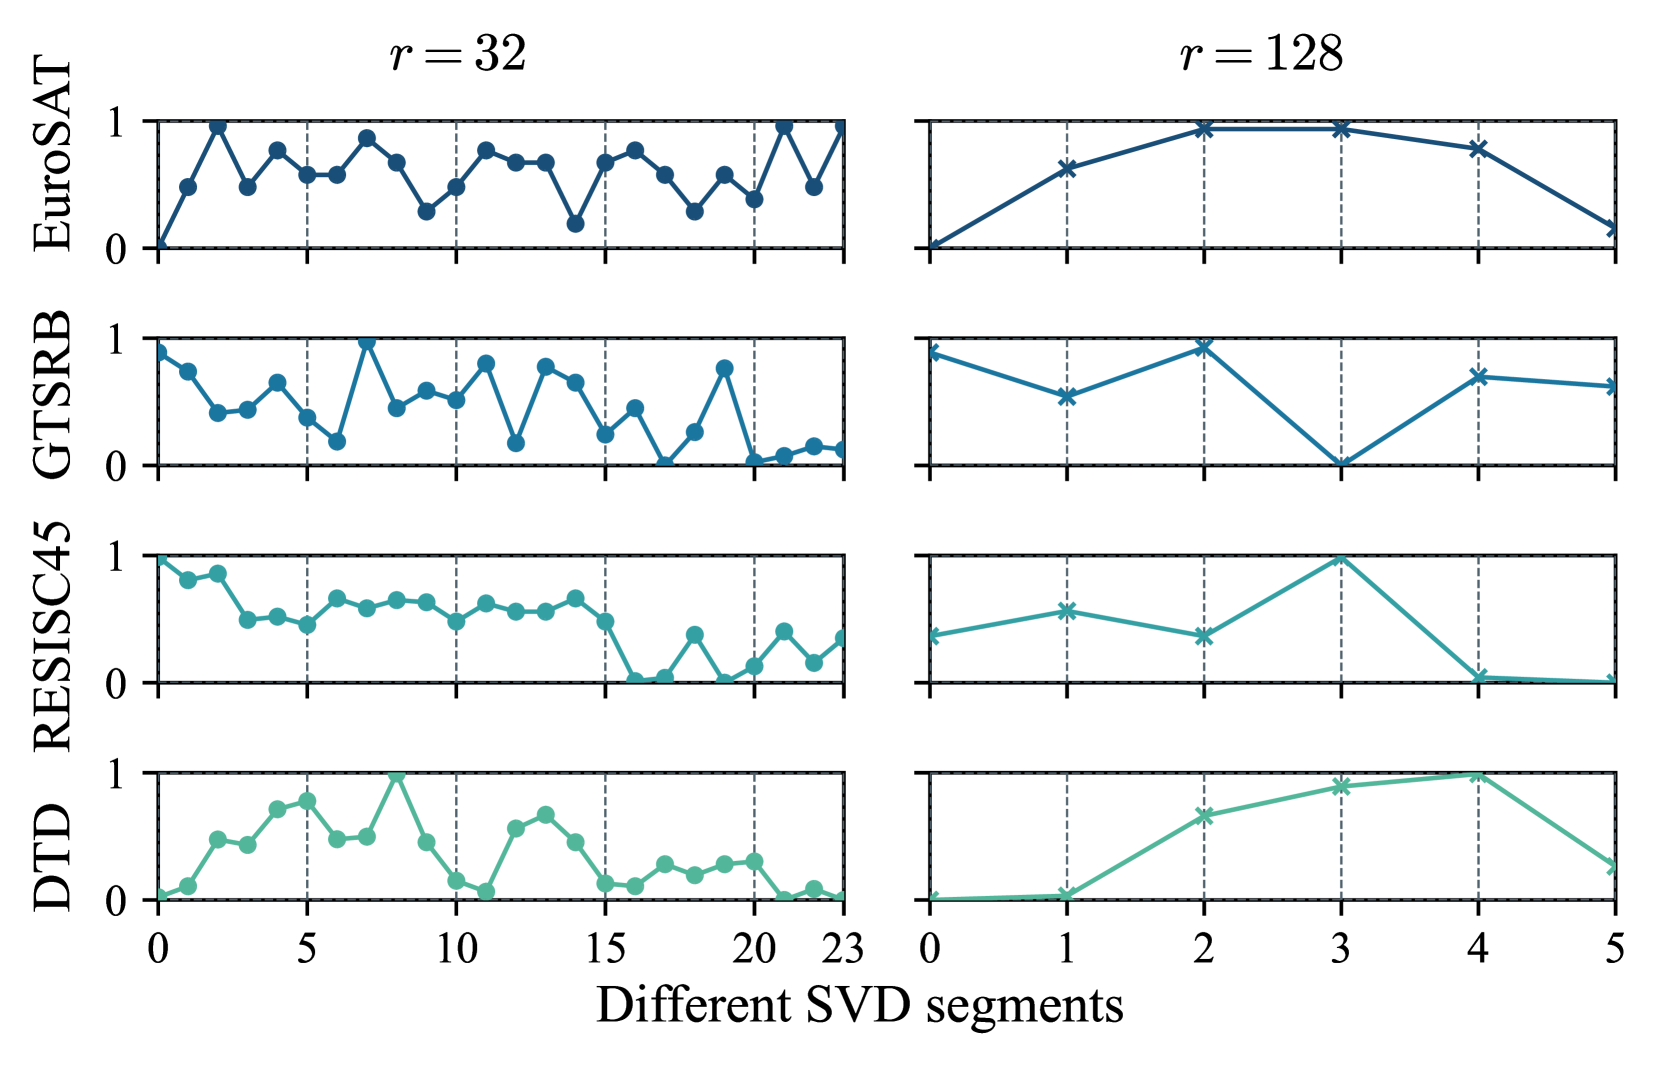 r = 32
r = 128
EuroSAT
1
0
GTSRB
1
0
RESISC45
1
0
DTD
1
0
0 5 10 15 20 23
0 1 2 3 4 5
Different SVD segments